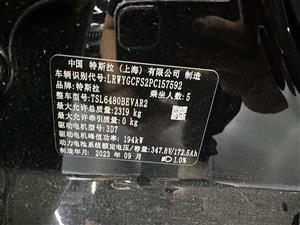 中国 特斯拉（上海）有限公司 制造
车辆识别代号:LRWYGCFS2PC157592
品牌:特斯拉 乘坐人数:5
整车型号:TSL6480BEVAR2
最大允许总质量:2319 kg
最大允许牵引质量:0 kg
驱动电机型号:3D7
驱动电机峰值功率:194kW
动力电池系统额定电压/容量:347.8V/172.5Ah
制造年月:2023 年 09 月 1.0%